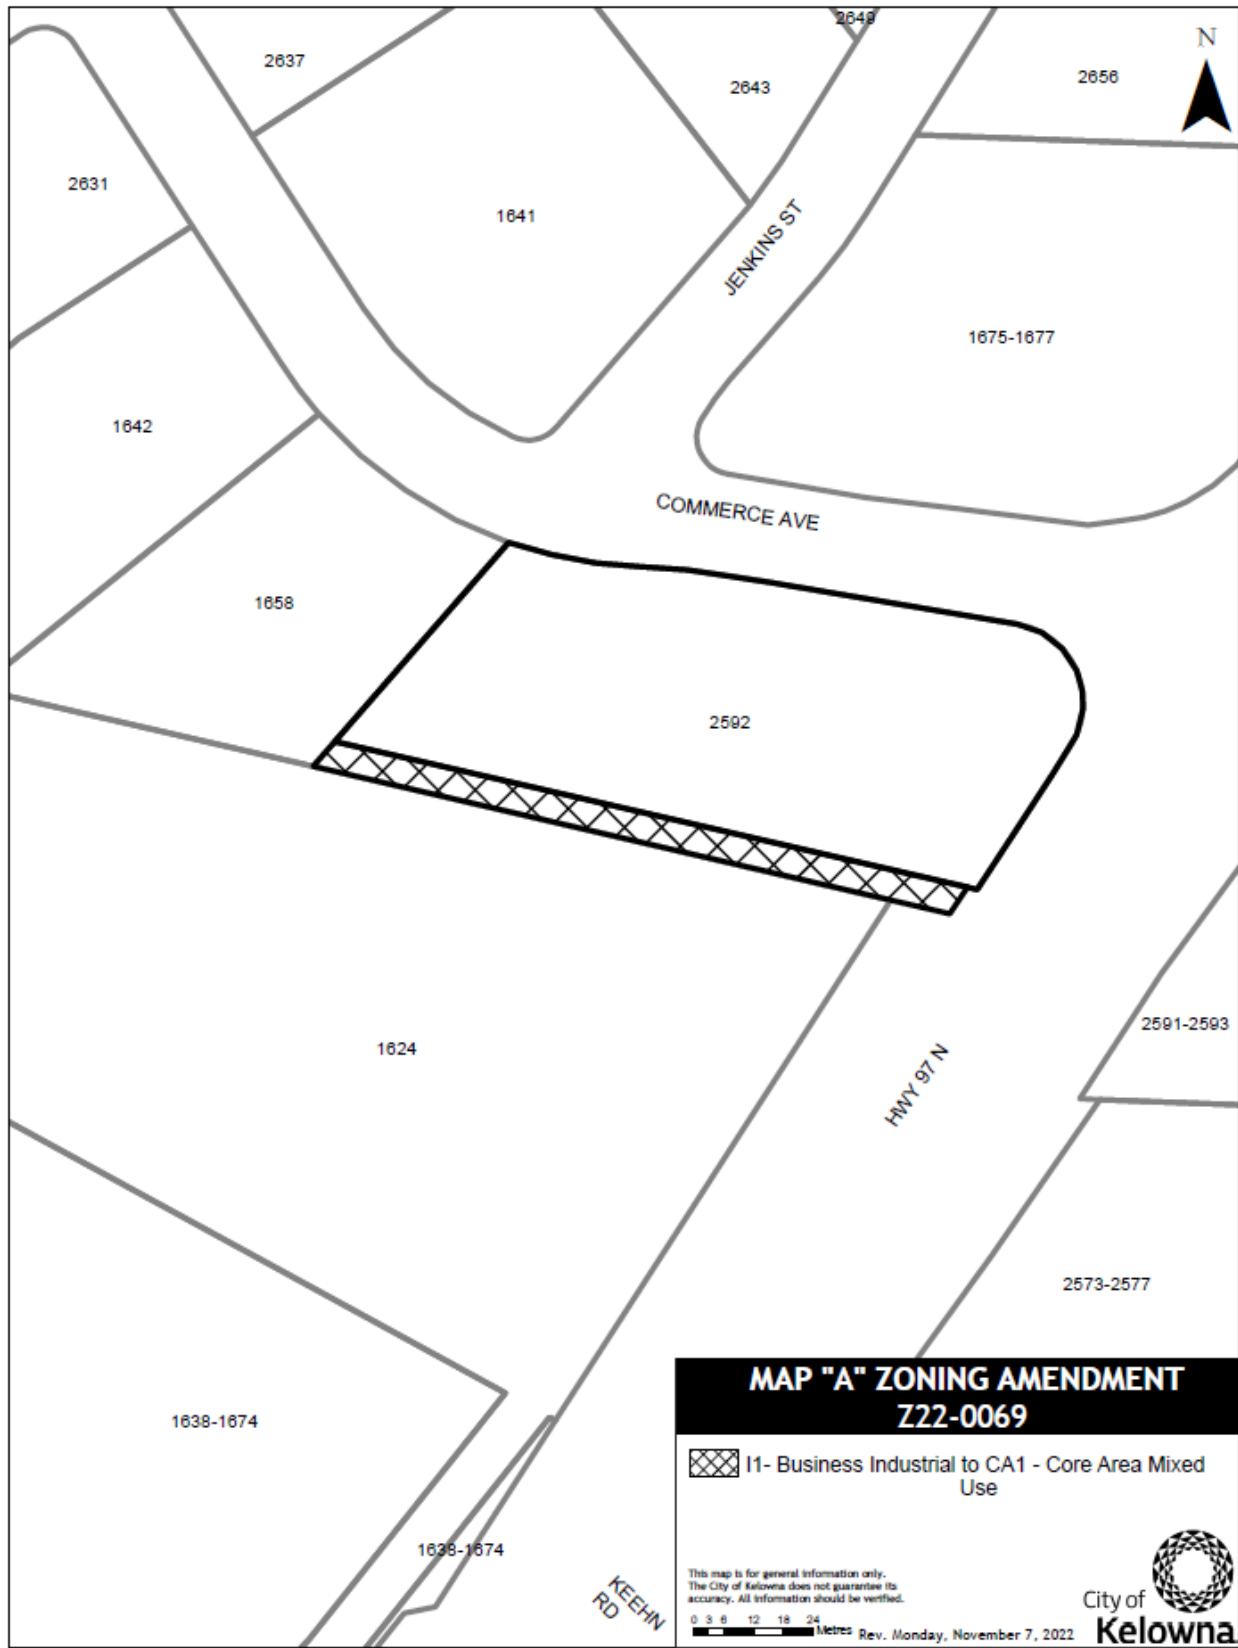 2649
N
2637
2643
2656
2631
1641
JENKINS ST
1675-1677
1642
COMMERCE AVE
1658
2592
2591-2593
1624
HWY 97 N
2573-2577
MAP "A" ZONING AMENDMENT
Z22-0069
1638-1674
I1- Business Industrial to CA1 - Core Area Mixed
Use
1638-1674
KEEHN
RD
This map is for general information only.
The City of Kelowna does not guarantee its
accuracy. All information should be verified.
0 3 6 12 18 24
Metres
Rev. Monday, November 7, 2022
City of
Kelowna